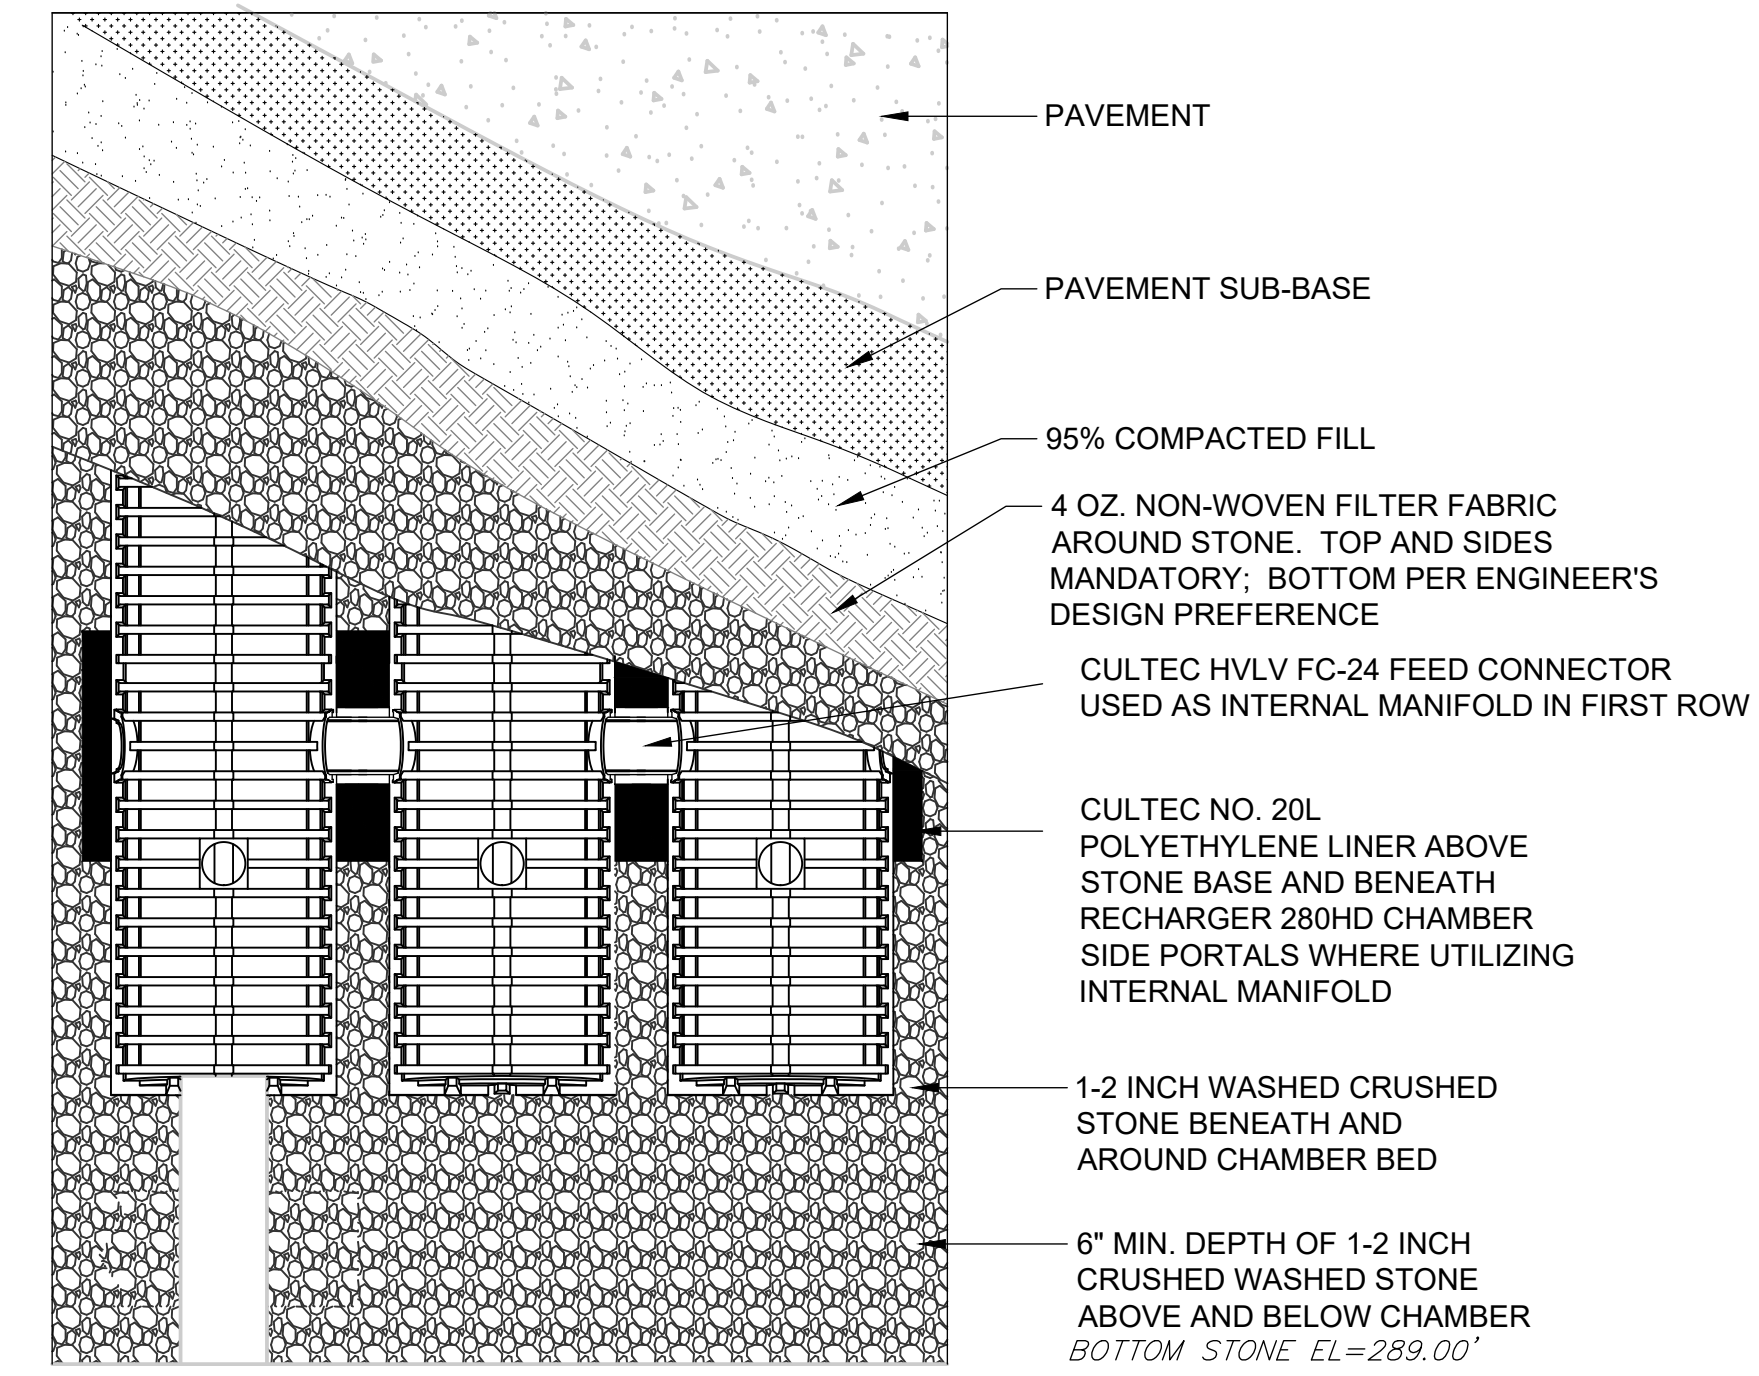 PAVEMENT
PAVEMENT SUB-BASE
95% COMPACTED FILL
4 OZ. NON-WOVEN FILTER FABRIC
AROUND STONE. TOP AND SIDES
MANDATORY; BOTTOM PER ENGINEER'S
DESIGN PREFERENCE
CULTEC HVLV FC-24 FEED CONNECTOR
USED AS INTERNAL MANIFOLD IN FIRST ROW
CULTEC NO. 20L
POLYETHYLENE LINER ABOVE
STONE BASE AND BENEATH
RECHARGER 280HD CHAMBER
SIDE PORTALS WHERE UTILIZING
INTERNAL MANIFOLD
1-2 INCH WASHED CRUSHED
STONE BENEATH AND
AROUND CHAMBER BED
6" MIN. DEPTH OF 1-2 INCH
CRUSHED WASHED STONE
ABOVE AND BELOW CHAMBER
BOTTOM STONE EL=289.00'